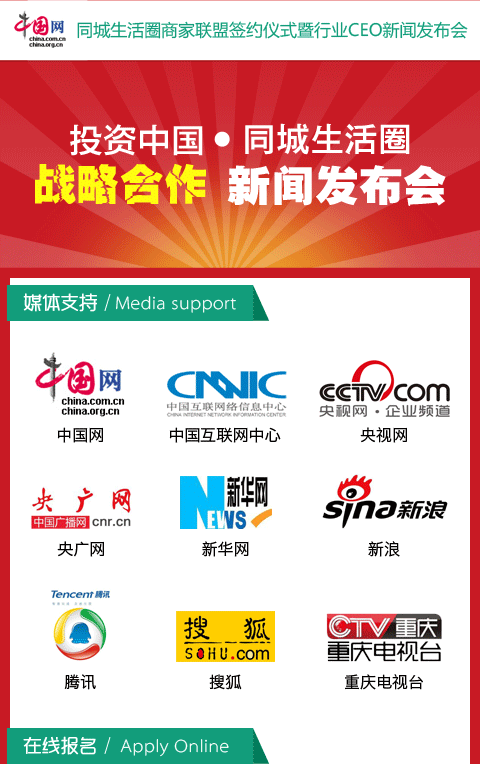 中国网
china.com.cn
china.org.cn
同城生活圈商家联盟签约仪式暨行业CEO新闻发布会
投资中国●同城生活圈
战略合作 新闻发布会
媒体支持 / Media support
中国网
china.com.cn
china.org.cn
中国网
CNNIC
中国互联网络信息中心
CHINA INTERNET NETWORK INFORMATION CENTER
中国互联网中心
CCTV.com
央视网·企业频道
央视网
央广网
中国广播网 cnr.cn
央广网
新华网
NEWS
新华网
sina新浪
新浪
Tencent 腾讯
腾讯
搜狐
SOHU.com
搜狐
CTV重庆
重庆电视台
重庆电视台
在线报名 / Apply Online